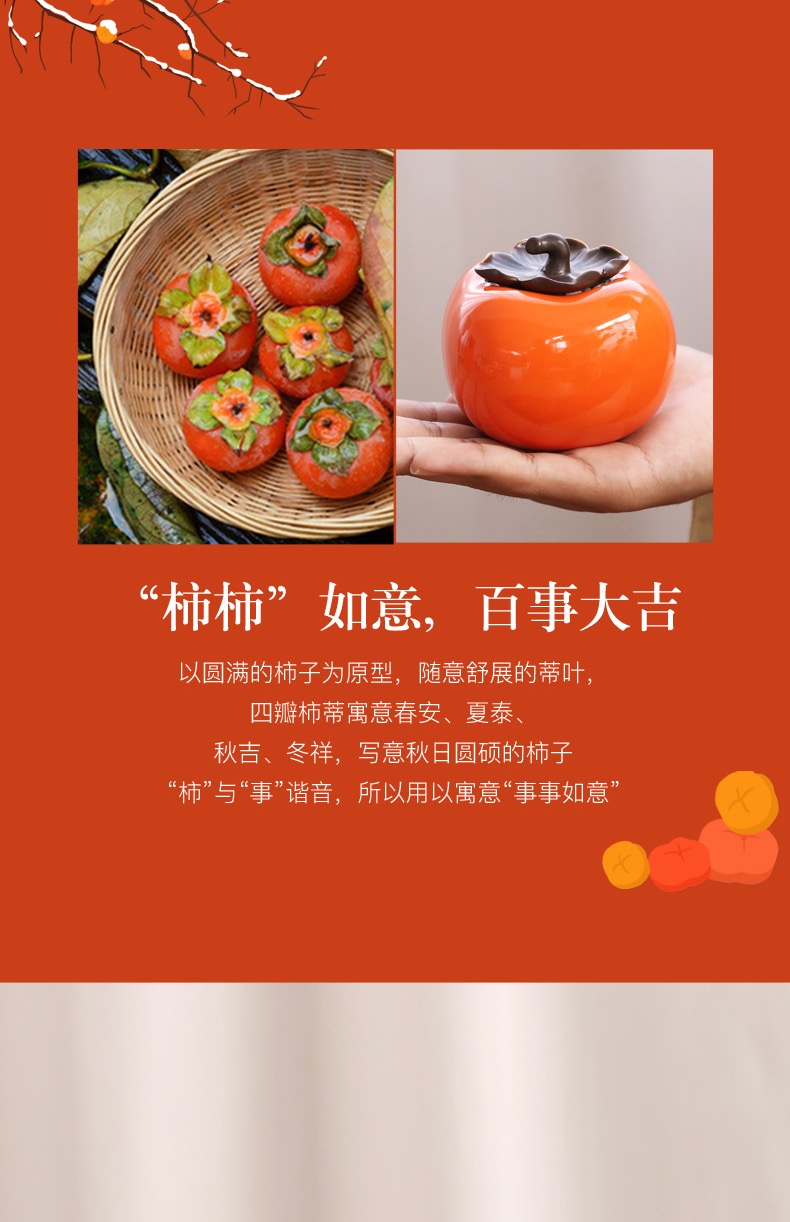 “柿柿”如意，百事大吉
以圆满的柿子为原型，随意舒展的蒂叶，
四瓣柿蒂寓意春安、夏泰、
秋吉、冬祥，写意秋日圆硕的柿子
“柿”与“事”谐音，所以用以寓意“事事如意”